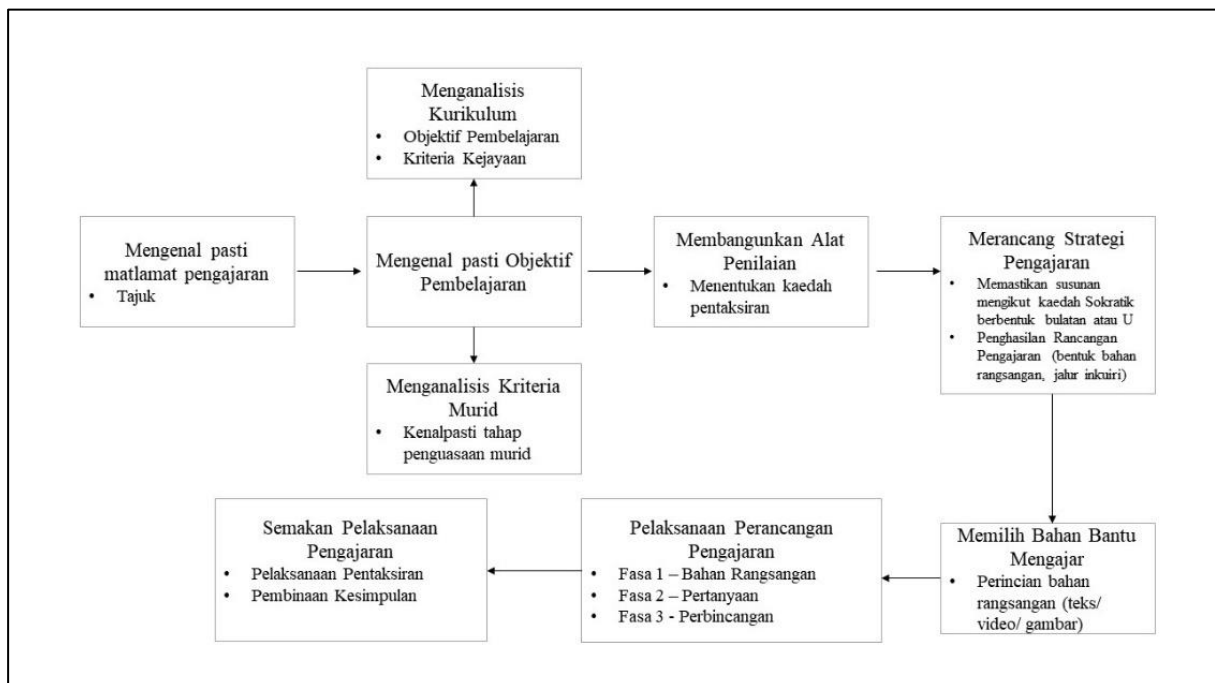 Menganalisis
Kurikulum
• Objektif Pembelajaran
• Kriteria Kejayaan
Mengenal pasti
matlamat pengajaran
• Tajuk
Mengenal pasti Objektif
Pembelajaran
Membangunkan Alat
Penilaian
• Menentukan kaedah
pentaksiran
Merancang Strategi
Pengajaran
• Memastikan susunan
mengikut kaedah Sokratik
berbentuk bulatan atau U
• Penghasilan Rancangan
Pengajaran (bentuk bahan
rangsangan, jalur inkuiri)
Menganalisis Kriteria
Murid
• Kenalpasti tahap
penguasaan murid
Memilih Bahan Bantu
Mengajar
• Perincian bahan
rangsangan (teks/
video/ gambar)
Pelaksanaan Perancangan
Pengajaran
• Fasa 1 – Bahan Rangsangan
• Fasa 2 – Pertanyaan
• Fasa 3 - Perbincangan
Semakan Pelaksanaan
Pengajaran
• Pelaksanaan Pentaksiran
• Pembinaan Kesimpulan